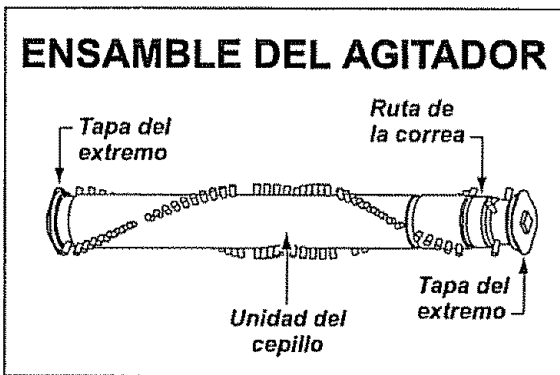 ENSAMBLE DEL AGITADOR
Tapa del
extremo
Ruta de
la correa
Unidad del
cepillo
Tapa del
extremo